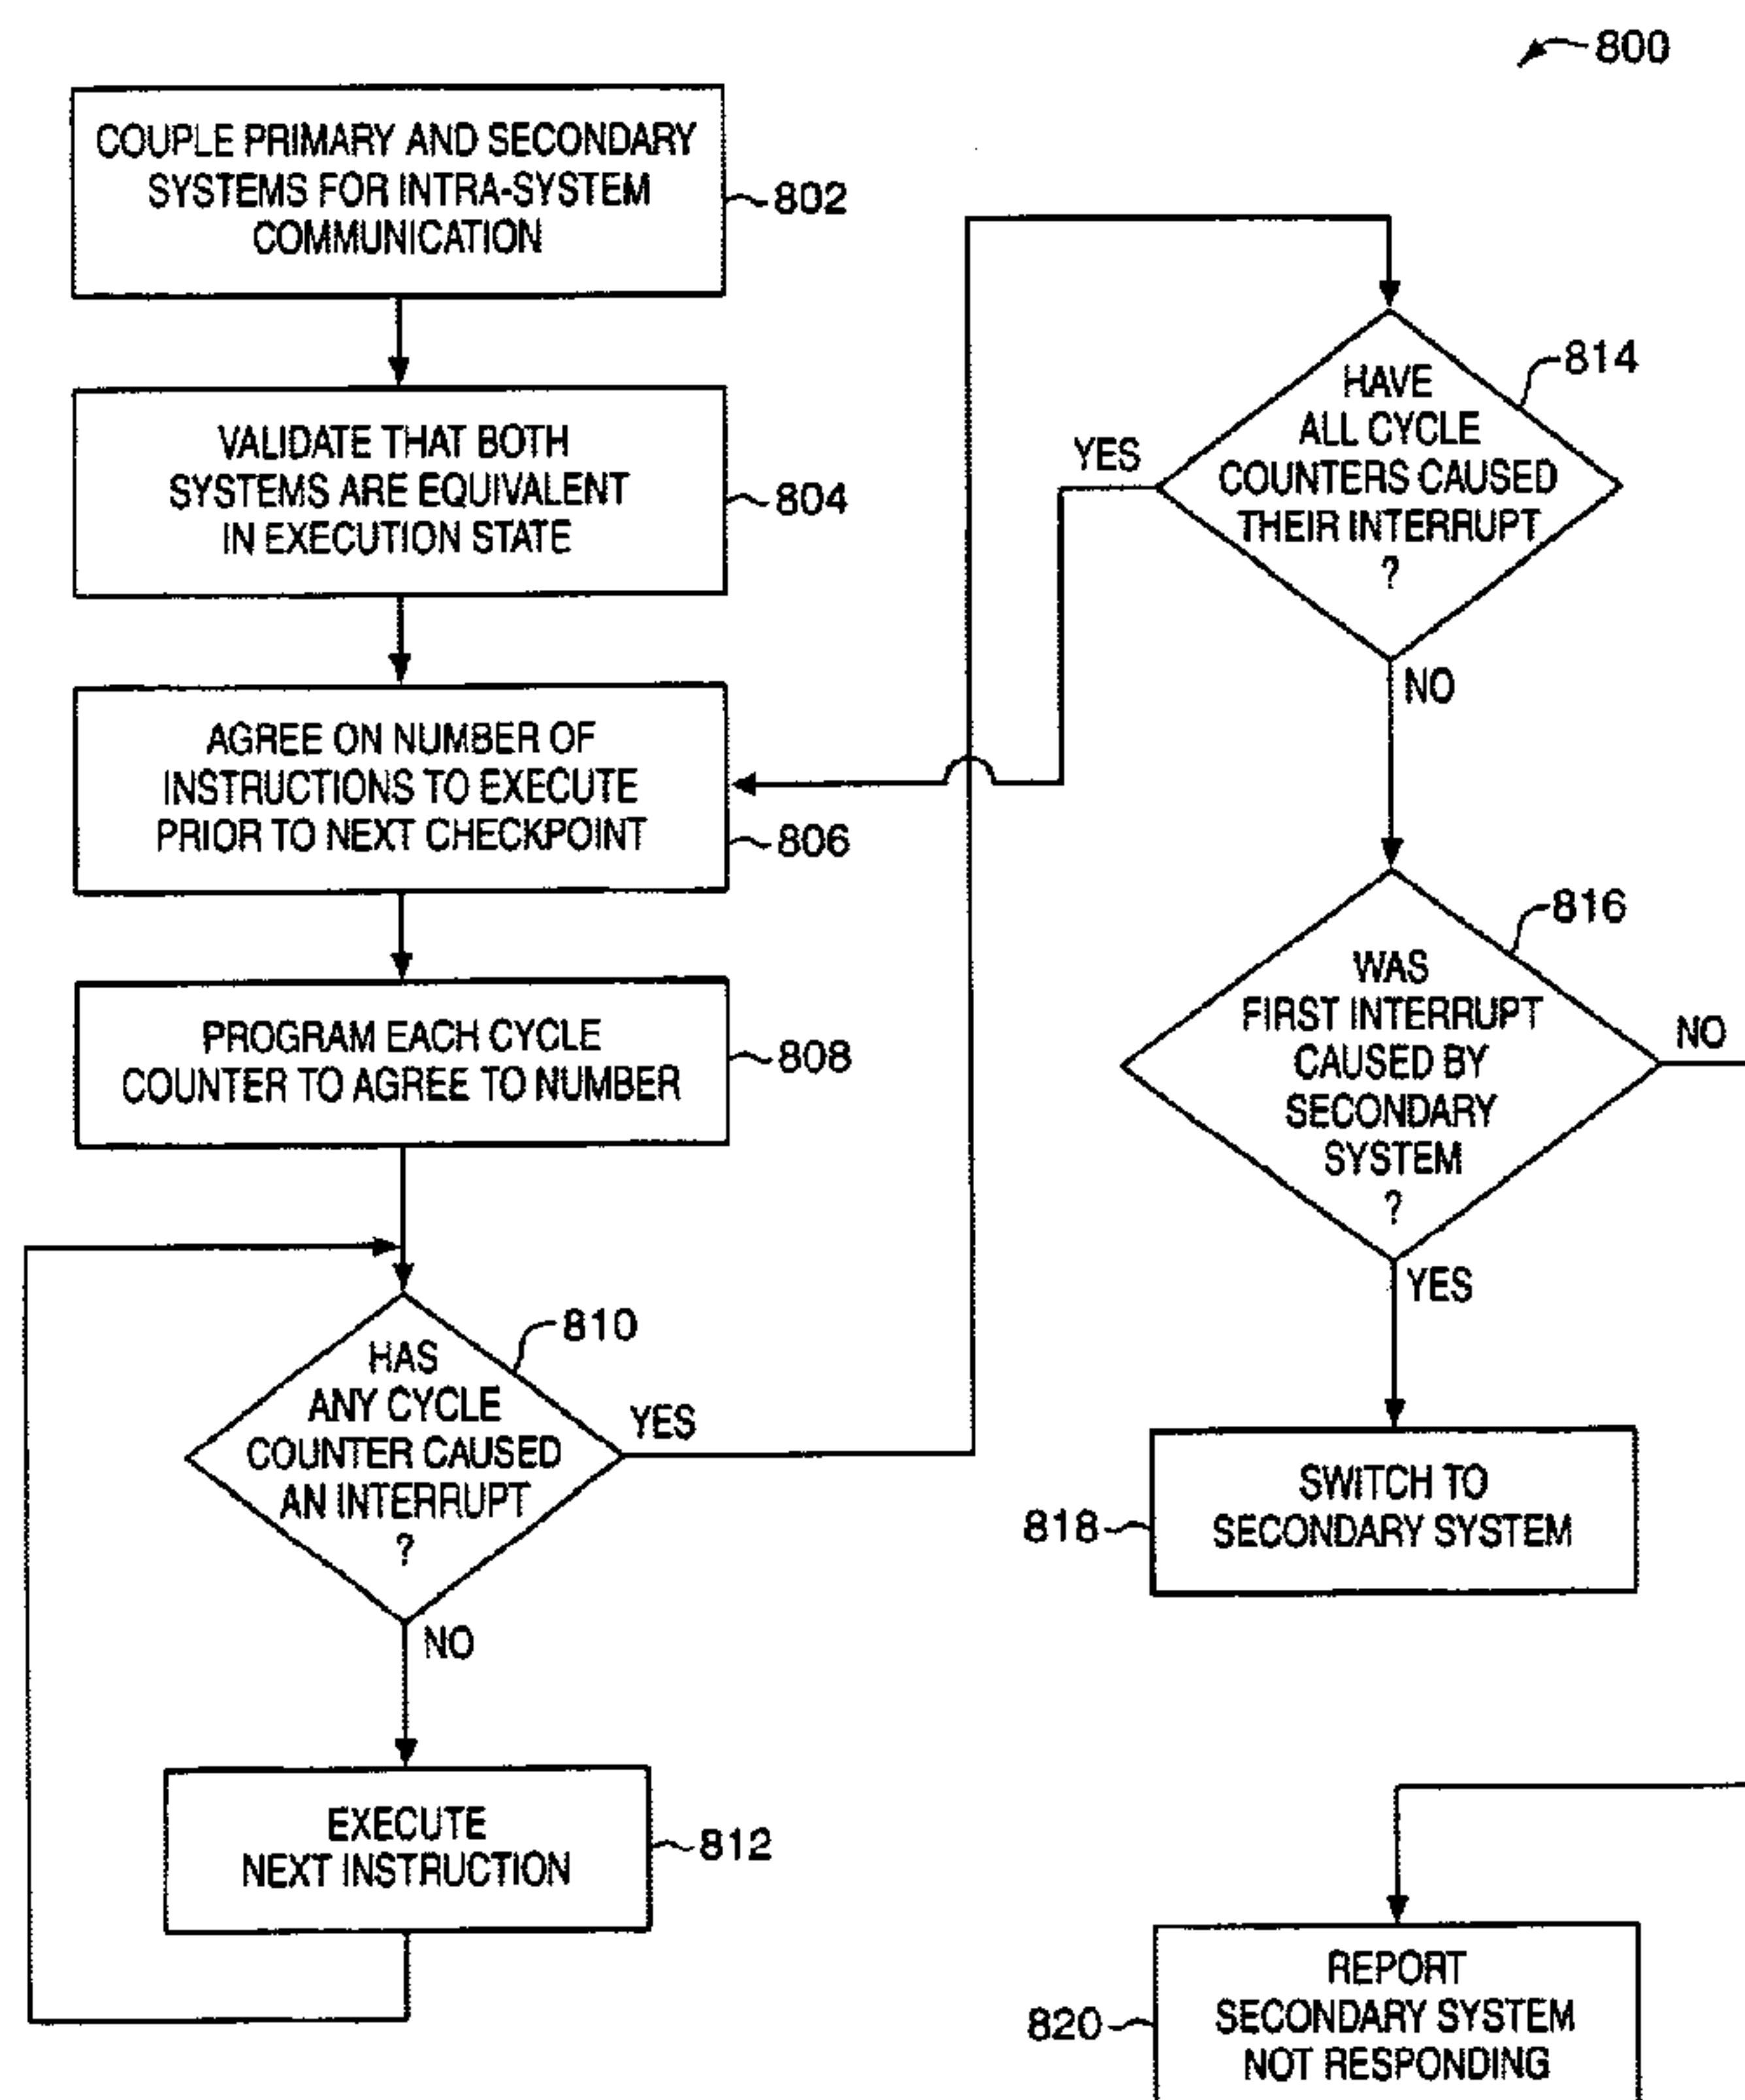 800
COUPLE PRIMARY AND SECONDARY
SYSTEMS FOR INTRA-SYSTEM
COMMUNICATION
802
VALIDATE THAT BOTH
SYSTEMS ARE EQUIVALENT
IN EXECUTION STATE
804
AGREE ON NUMBER OF
INSTRUCTIONS TO EXECUTE
PRIOR TO NEXT CHECKPOINT
806
PROGRAM EACH CYCLE
COUNTER TO AGREE TO NUMBER
808
HAS
ANY CYCLE
COUNTER CAUSED
AN INTERRUPT
?
810
YES
NO
EXECUTE
NEXT INSTRUCTION
812
HAVE
ALL CYCLE
COUNTERS CAUSED
THEIR INTERRUPT
?
814
YES
NO
WAS
FIRST INTERRUPT
CAUSED BY
SECONDARY
SYSTEM
?
816
NO
YES
SWITCH TO
SECONDARY SYSTEM
818
REPORT
SECONDARY SYSTEM
NOT RESPONDING
820